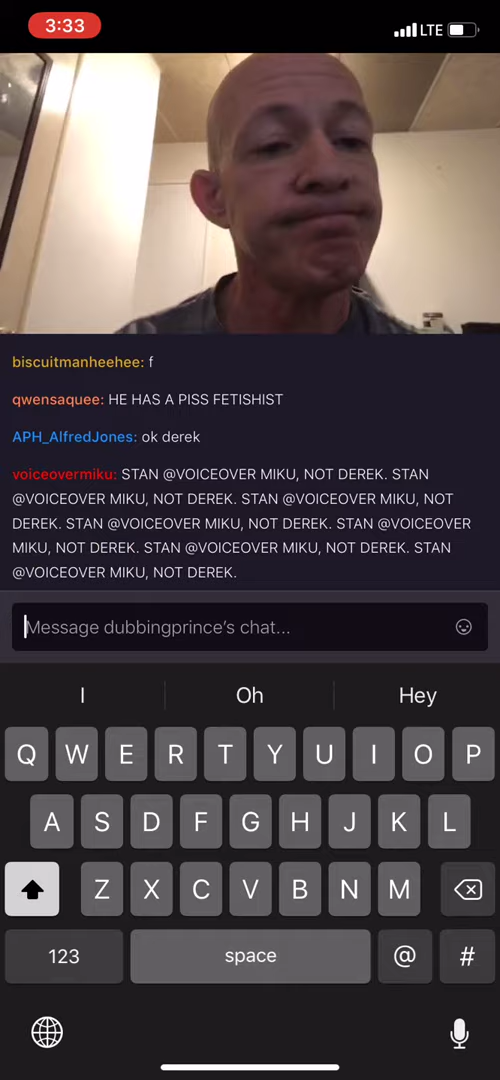 3:33
LTE
biscuitmanheehee: f
qwensaquee: HE HAS A PISS FETISHIST
APH_AlfredJones: ok derek
voiceovermiku: STAN @VOICEOVER MIKU, NOT DEREK. STAN
@VOICEOVER MIKU, NOT DEREK. STAN @VOICEOVER MIKU, NOT
DEREK. STAN @VOICEOVER MIKU, NOT DEREK. STAN @VOICEOVER
MIKU, NOT DEREK. STAN @VOICEOVER MIKU, NOT DEREK. STAN
@VOICEOVER MIKU, NOT DEREK.
Message dubbingprince's chat...
I Oh Hey
Q W E R T Y U I O P
A S D F G H J K L
Z X C V B N M
123 space @ #